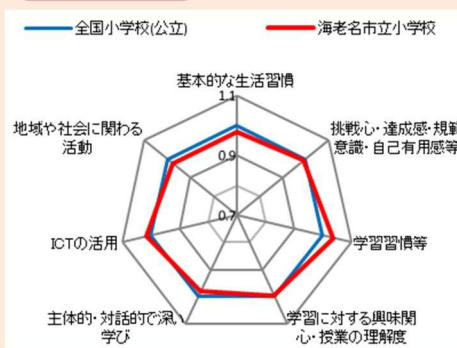 全国小学校(公立)
海老名市立小学校
基本的な生活習慣
1.1
地域や社会に関わる
活動
挑戦心・達成感・規範
意識・自己有用感等
0.9
0.7
ICTの活用
学習習慣等
主体的・対話的で深い
学び
学習に対する興味関
心・授業の理解度